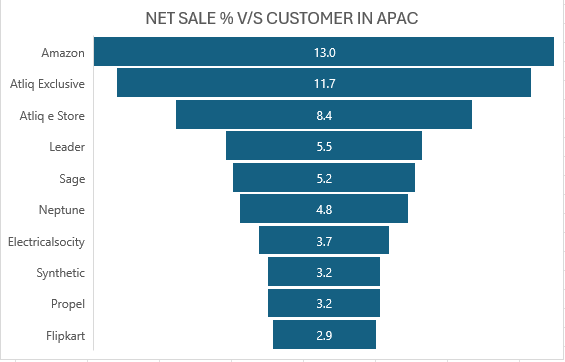 NET SALE % V/S CUSTOMER IN APAC
Amazon 13.0
Atliq Exclusive 11.7
Atliq e Store 8.4
Leader 5.5
Sage 5.2
Neptune 4.8
Electricalsocity 3.7
Synthetic 3.2
Propel 3.2
Flipkart 2.9